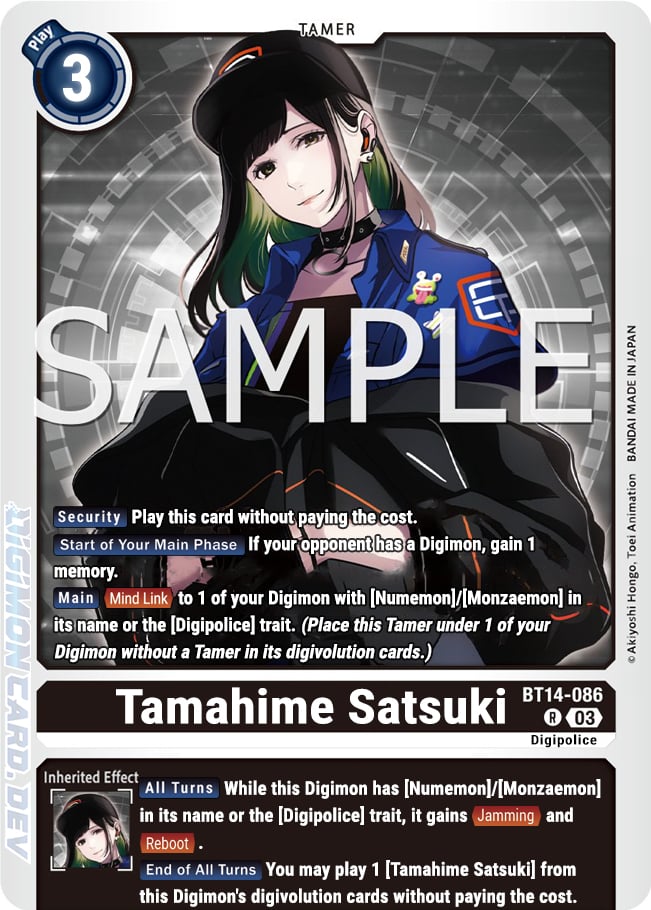 TAMER
Play
3
SAMPLE
Security Play this card without paying the cost.
Start of Your Main Phase If your opponent has a Digimon, gain 1
memory.
Main Mind Link to 1 of your Digimon with [Numemon]/[Monzaemon] in
its name or the [Digipolice] trait. (Place this Tamer under 1 of your
Digimon without a Tamer in its digivolution cards.)
© Akiyoshi Hongo, Toei Animation BANDAI MADE IN JAPAN
DIGIMON CARD.DEV
Tamahime Satsuki
BT14-086
R 03
Digipolice
Inherited Effect
All Turns While this Digimon has [Numemon]/[Monzaemon]
in its name or the [Digipolice] trait, it gains Jamming and
Reboot .
End of All Turns You may play 1 [Tamahime Satsuki] from
this Digimon's digivolution cards without paying the cost.